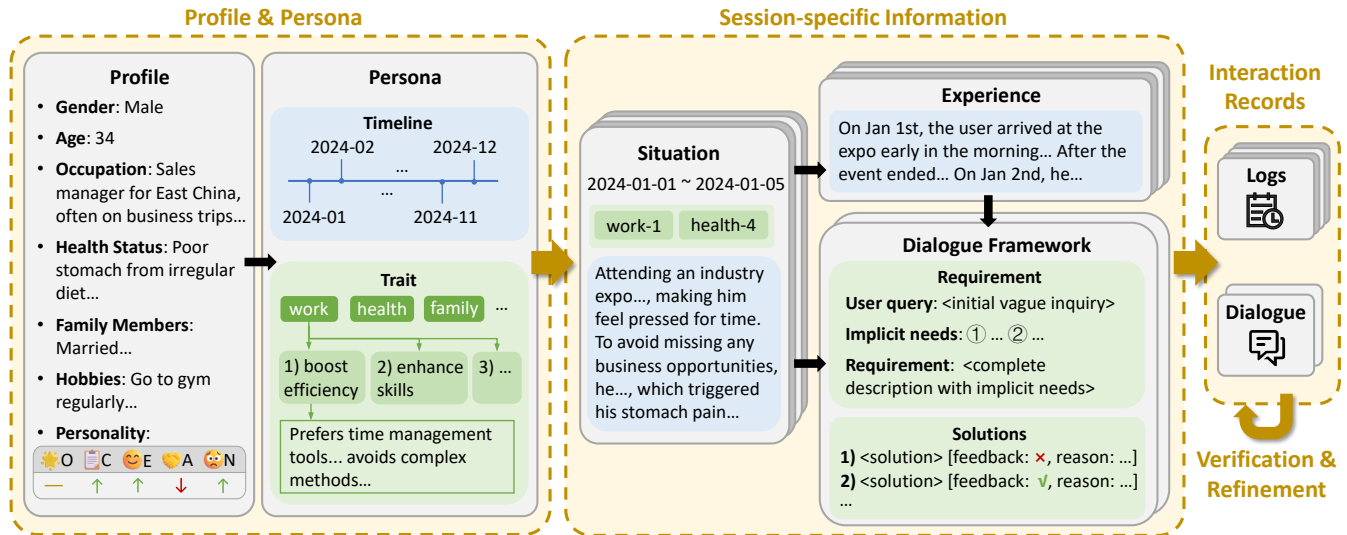 Profile & Persona
Profile
• Gender: Male
• Age: 34
• Occupation: Sales
manager for East China,
often on business trips...
• Health Status: Poor
stomach from irregular
diet...
• Family Members:
Married...
• Hobbies: Go to gym
regularly...
• Personality:
O C E A N
— ↑ ↑ ↓ ↑
Persona
Timeline
2024-02 ... 2024-12
...
2024-01 2024-11
Trait
work health family ...
1) boost
efficiency
2) enhance
skills
3) ...
Prefers time management
tools... avoids complex
methods...
Session-specific Information
Situation
2024-01-01 ~ 2024-01-05
work-1 health-4
Attending an industry
expo..., making him
feel pressed for time.
To avoid missing any
business opportunities,
he..., which triggered
his stomach pain...
Experience
On Jan 1st, the user arrived at the
expo early in the morning... After the
event ended... On Jan 2nd, he...
Dialogue Framework
Requirement
User query: <initial vague inquiry>
Implicit needs: ① ... ② ...
Requirement: <complete
description with implicit needs>
Solutions
1) <solution> [feedback: ×, reason: ...]
2) <solution> [feedback: √, reason: ...]
...
Interaction
Records
Logs
Dialogue
Verification &
Refinement